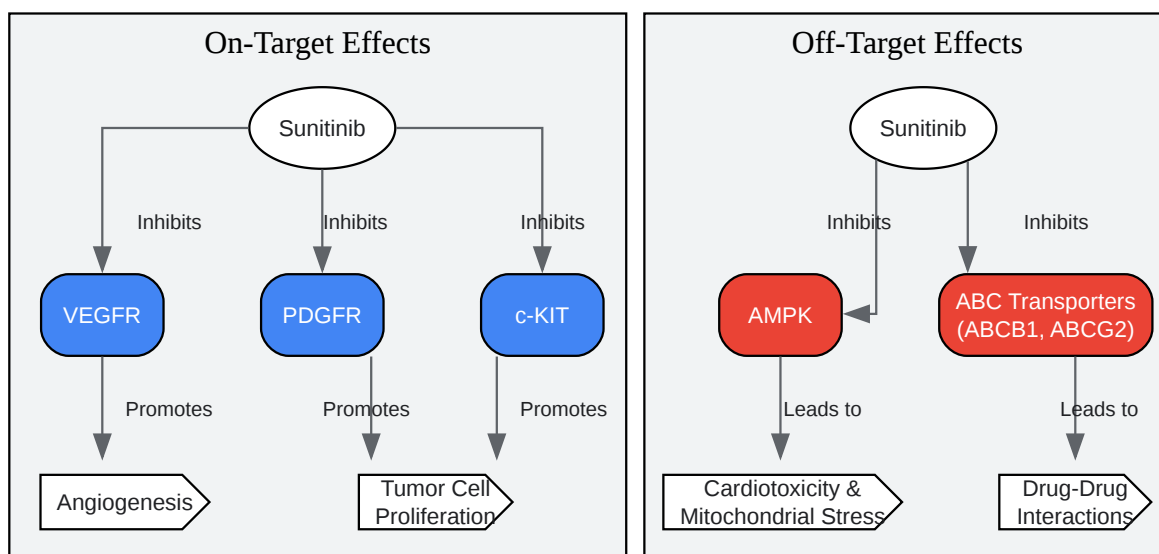 On-Target Effects
Sunitinib
Inhibits
Inhibits
Inhibits
VEGFR
PDGFR
c-KIT
Promotes
Promotes
Promotes
Angiogenesis
Tumor Cell
Proliferation
Off-Target Effects
Sunitinib
Inhibits
Inhibits
AMPK
ABC Transporters
(ABCB1, ABCG2)
Leads to
Leads to
Cardiotoxicity &
Mitochondrial Stress
Drug-Drug
Interactions